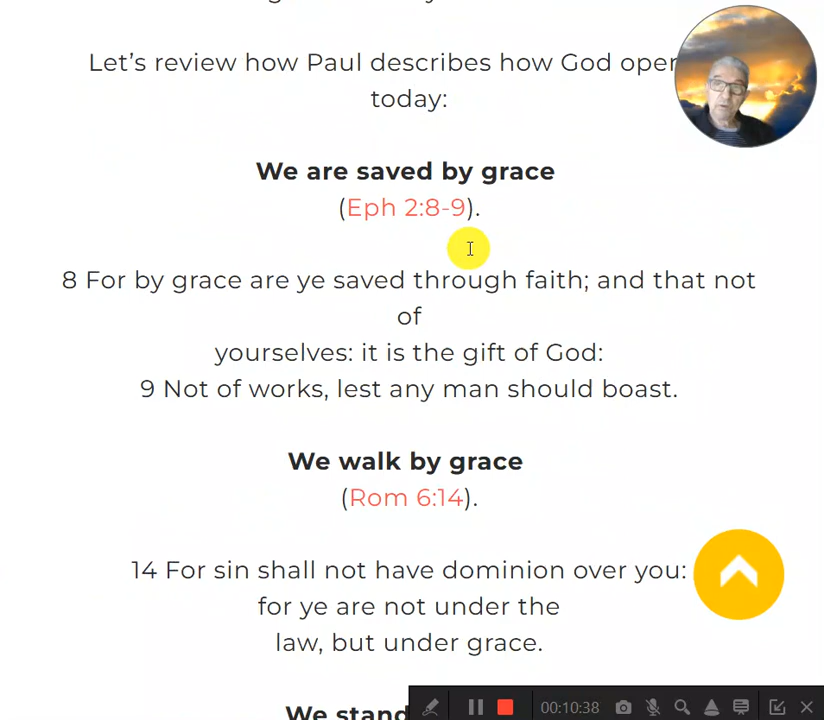 Let's review how Paul describes how God
today:
We are saved by grace
(Eph 2:8-9).
8 For by grace are ye saved through faith; and that not
of
yourselves: it is the gift of God:
9 Not of works, lest any man should boast.
We walk by grace
(Rom 6:14).
14 For sin shall not have dominion over you:
for ye are not under the
law, but under grace.
We stand
00:10:38